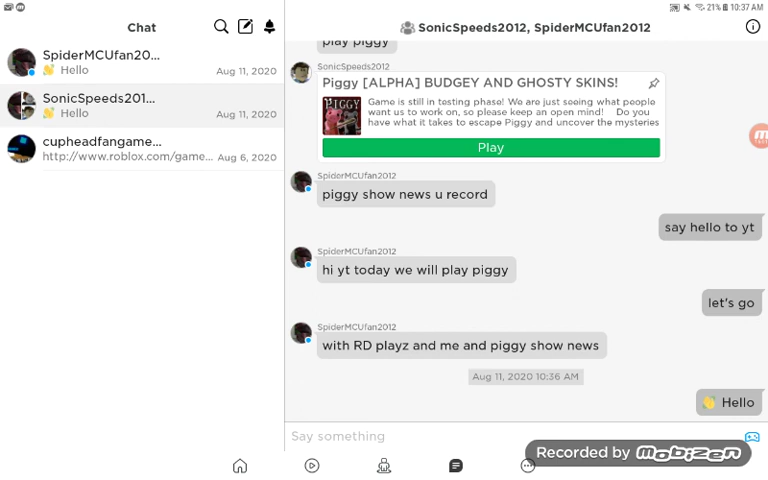 21% 10:37 AM
Chat
SpiderMCUfan20...
👋 Hello
Aug 11, 2020
SonicSpeeds201...
👋 Hello
Aug 11, 2020
cupheadfangame...
http://www.roblox.com/game...
Aug 6, 2020
SonicSpeeds2012, SpiderMCUfan2012
play piggy
SonicSpeeds2012
Piggy [ALPHA] BUDGEY AND GHOSTY SKINS!
PIGGY
Game is still in testing phase! We are just seeing what people
want us to work on, so please keep an open mind! Do you
have what it takes to escape Piggy and uncover the mysteries
Play
SpiderMCUfan2012
piggy show news u record
say hello to yt
SpiderMCUfan2012
hi yt today we will play piggy
let's go
SpiderMCUfan2012
with RD playz and me and piggy show news
Aug 11, 2020 10:36 AM
👋 Hello
Say something
Recorded by mobizen